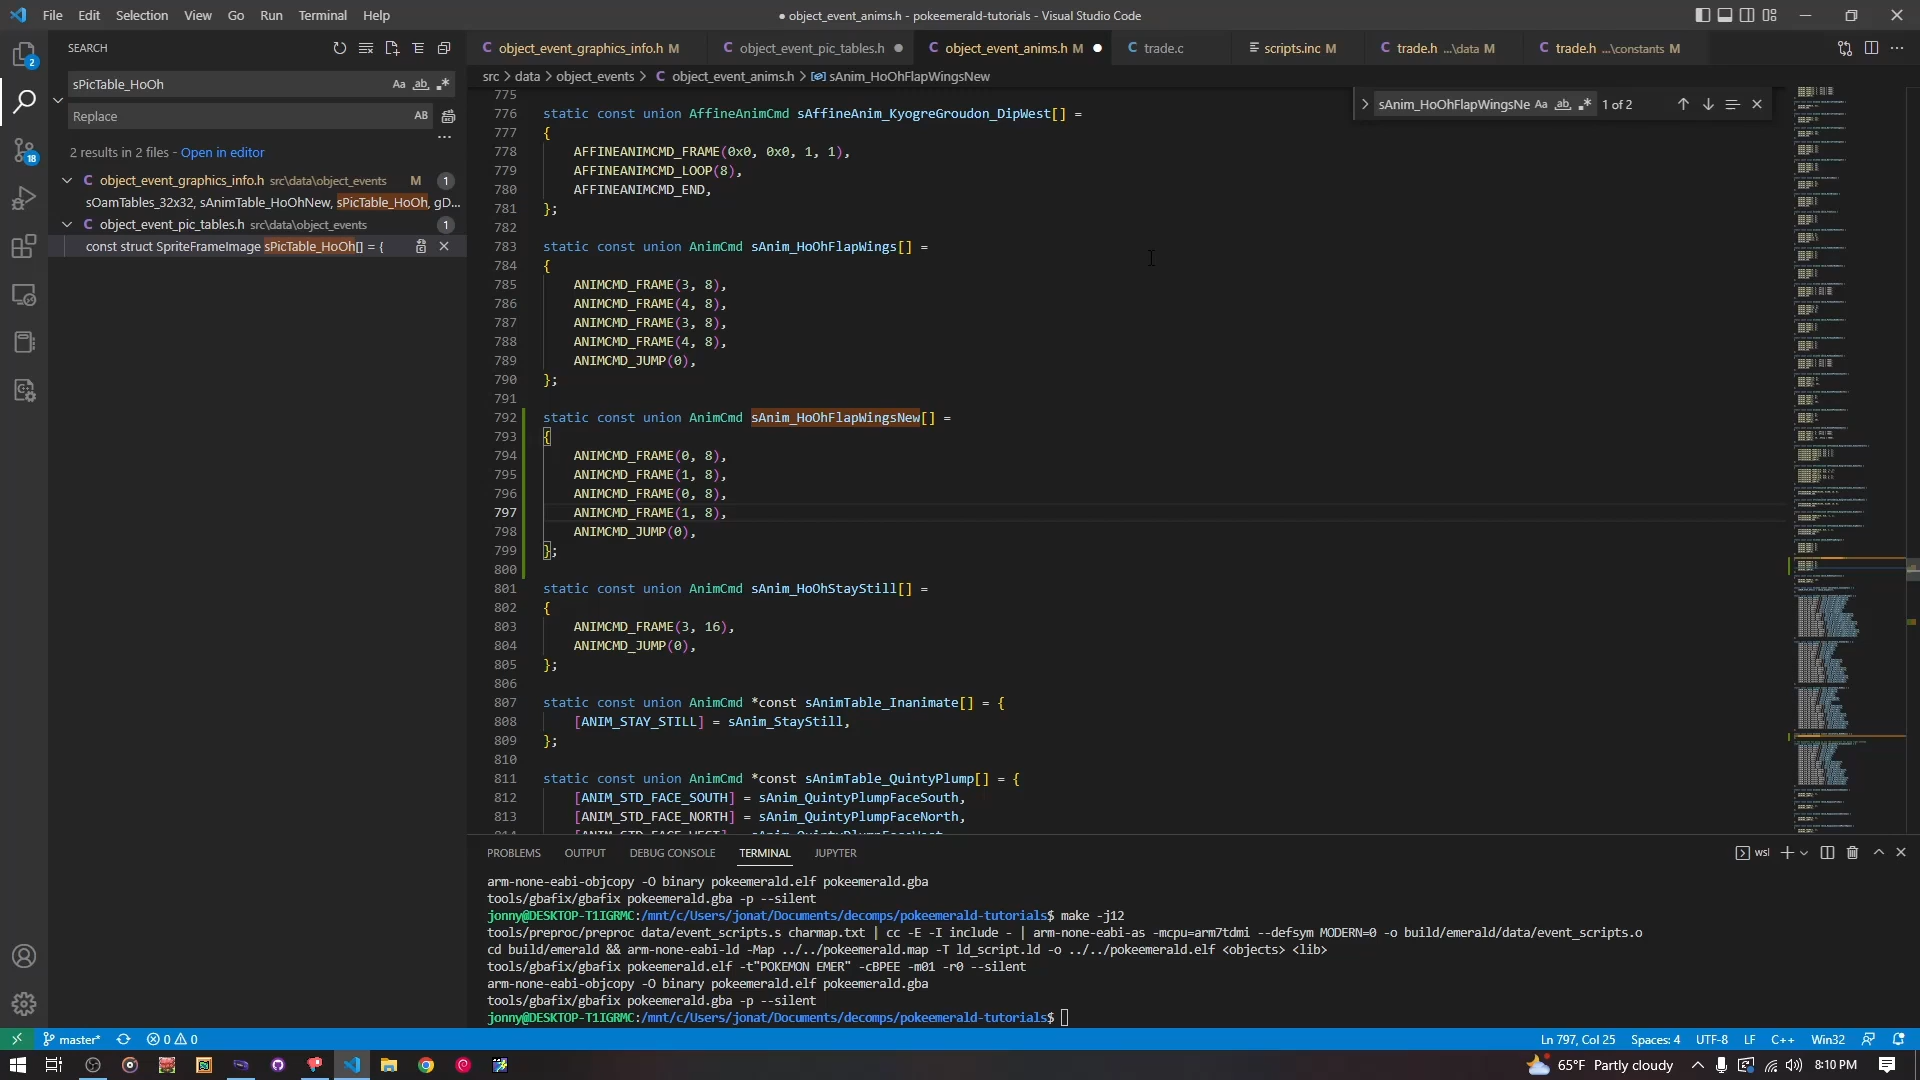 File Edit Selection View Go Run Terminal Help
● object_event_anims.h - pokeemerald-tutorials - Visual Studio Code
SEARCH
sPicTable_HoOh
Aa ab
Replace
AB
2 results in 2 files - Open in editor
object_event_graphics_info.h src\data\object_events M 1
sOamTables_32x32, sAnimTable_HoOhNew, sPicTable_HoOh, gD...
object_event_pic_tables.h src\data\object_events 1
const struct SpriteFrameImage sPicTable_HoOh[] = {
2
18
object_event_graphics_info.h M
object_event_pic_tables.h
object_event_anims.h M
trade.c
scripts.inc M
trade.h ...\data M
trade.h ...\constants M
src > data > object_events > C object_event_anims.h > sAnim_HoOhFlapWingsNew
sAnim_HoOhFlapWingsNe Aa ab 1 of 2
775
776 static const union AffineAnimCmd sAffineAnim_KyogreGroudon_DipWest[] =
777 {
778 AFFINEANIMCMD_FRAME(0x0, 0x0, 1, 1),
779 AFFINEANIMCMD_LOOP(8),
780 AFFINEANIMCMD_END,
781 };
782
783 static const union AnimCmd sAnim_HoOhFlapWings[] =
784 {
785 ANIMCMD_FRAME(3, 8),
786 ANIMCMD_FRAME(4, 8),
787 ANIMCMD_FRAME(3, 8),
788 ANIMCMD_FRAME(4, 8),
789 ANIMCMD_JUMP(0),
790 };
791
792 static const union AnimCmd sAnim_HoOhFlapWingsNew[] =
793 {
794 ANIMCMD_FRAME(0, 8),
795 ANIMCMD_FRAME(1, 8),
796 ANIMCMD_FRAME(0, 8),
797 ANIMCMD_FRAME(1, 8),
798 ANIMCMD_JUMP(0),
799 };
800
801 static const union AnimCmd sAnim_HoOhStayStill[] =
802 {
803 ANIMCMD_FRAME(3, 16),
804 ANIMCMD_JUMP(0),
805 };
806
807 static const union AnimCmd *const sAnimTable_Inanimate[] = {
808 [ANIM_STAY_STILL] = sAnim_StayStill,
809 };
810
811 static const union AnimCmd *const sAnimTable_QuintyPlump[] = {
812 [ANIM_STD_FACE_SOUTH] = sAnim_QuintyPlumpFaceSouth,
813 [ANIM_STD_FACE_NORTH] = sAnim_QuintyPlumpFaceNorth,
814 [ANIM_STD_FACE_WEST] = sAnim_QuintyPlumpFaceWest,
PROBLEMS OUTPUT DEBUG CONSOLE TERMINAL JUPYTER
wsl
arm-none-eabi-objcopy -O binary pokeemerald.elf pokeemerald.gba
tools/gbafix/gbafix pokeemerald.gba -p --silent
jonny@DESKTOP-T1IGRMC:/mnt/c/Users/jonat/Documents/decomps/pokeemerald-tutorials$ make -j12
tools/preproc/preproc data/event_scripts.s charmap.txt | cc -E -I include - | arm-none-eabi-as -mcpu=arm7tdmi --defsym MODERN=0 -o build/emerald/data/event_scripts.o
cd build/emerald && arm-none-eabi-ld -Map ../../pokeemerald.map -T ld_script.ld -o ../../pokeemerald.elf <objects> <lib>
tools/gbafix/gbafix pokeemerald.elf -t"POKEMON EMER" -cBPEE -m01 -r0 --silent
arm-none-eabi-objcopy -O binary pokeemerald.elf pokeemerald.gba
tools/gbafix/gbafix pokeemerald.gba -p --silent
jonny@DESKTOP-T1IGRMC:/mnt/c/Users/jonat/Documents/decomps/pokeemerald-tutorials$
master* 0 0
Ln 797, Col 25 Spaces: 4 UTF-8 LF C++ Win32
65°F Partly cloudy 8:10 PM